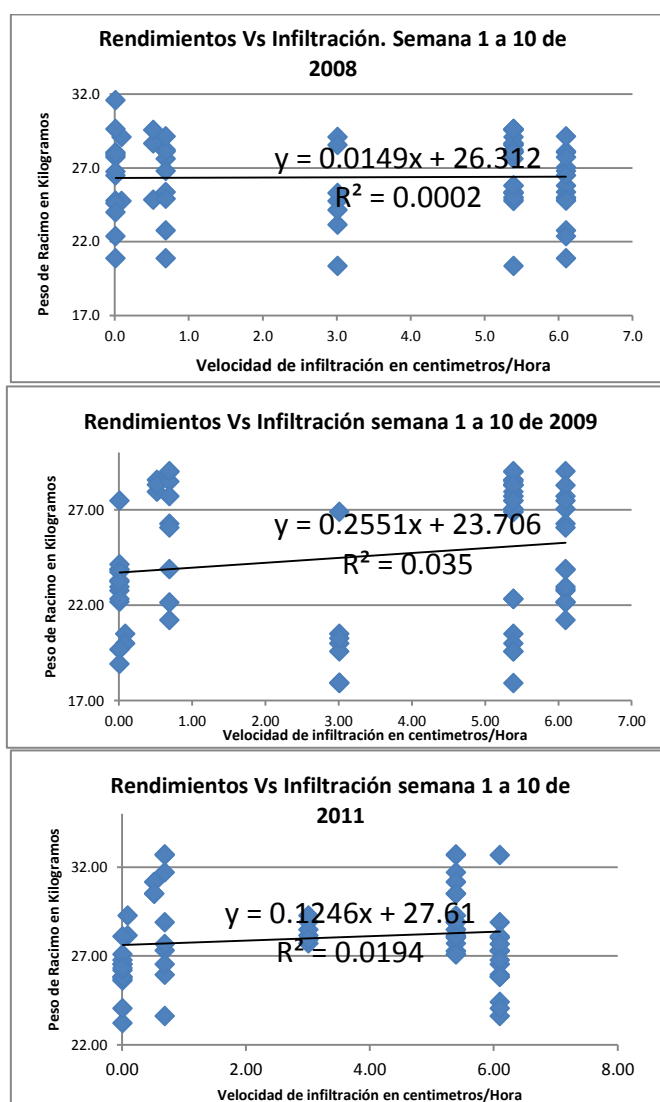 Rendimientos Vs Infiltración. Semana 1 a 10 de
2008
Peso de Racimo en Kilogramos
32.0
27.0
22.0
17.0
y = 0.0149x + 26.312
R² = 0.0002
0.0 1.0 2.0 3.0 4.0 5.0 6.0 7.0
Velocidad de infiltración en centimetros/Hora
Rendimientos Vs Infiltración semana 1 a 10 de 2009
Peso de Racimo en Kilogramos
27.00
22.00
17.00
y = 0.2551x + 23.706
R² = 0.035
0.00 1.00 2.00 3.00 4.00 5.00 6.00 7.00
Velocidad de infiltración en centimetros/Hora
Rendimientos Vs Infiltración semana 1 a 10 de
2011
Peso de Racimo en Kilogramos
32.00
27.00
22.00
y = 0.1246x + 27.61
R² = 0.0194
0.00 2.00 4.00 6.00 8.00
Velocidad de infiltración en centimetros/Hora